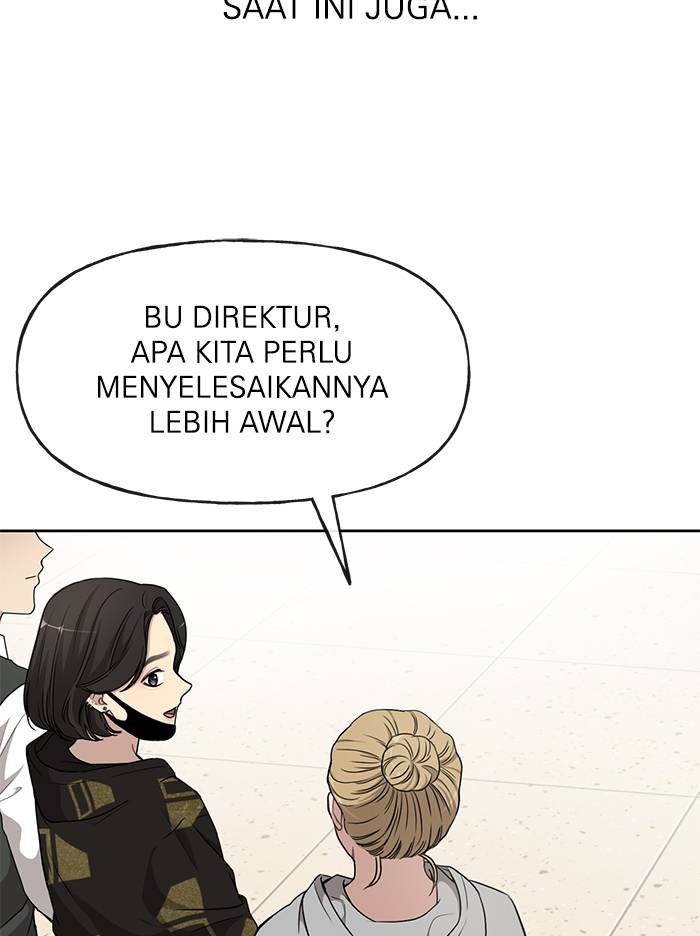 SAAT INI JUGA...
BU DIREKTUR,
APA KITA PERLU
MENYELESAIKANNYA
LEBIH AWAL?